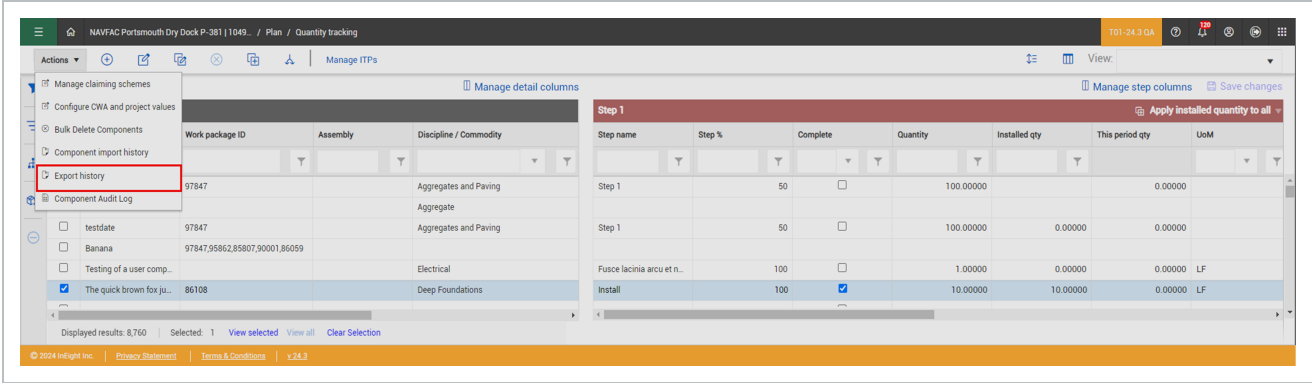 NAVFAC Portsmouth Dry Dock P-381 | 1049... / Plan / Quantity tracking
T01-24.3 QA
120
Actions
Manage ITPs
View:
Manage claiming schemes
Configure CWA and project values
Bulk Delete Components
Component import history
Export history
Component Audit Log
Manage detail columns
Manage step columns
Save changes
Step 1
Apply installed quantity to all
Work package ID Assembly Discipline / Commodity Step name Step % Complete Quantity Installed qty This period qty UoM
97847 Aggregates and Paving Step 1 50 100.00000 0.00000
Aggregate
testdate 97847 Aggregates and Paving Step 1 50 100.00000 0.00000 0.00000
Banana 97847,95862,85807,90001,86059
Testing of a user comp... Electrical Fusce lacinia arcu et n... 100 1.00000 0.00000 0.00000 LF
The quick brown fox ju... 86108 Deep Foundations Install 100 10.00000 10.00000 0.00000 LF
Displayed results: 8,760 Selected: 1 View selected View all Clear Selection
© 2024 InEight Inc. Privacy Statement Terms & Conditions v 24.3